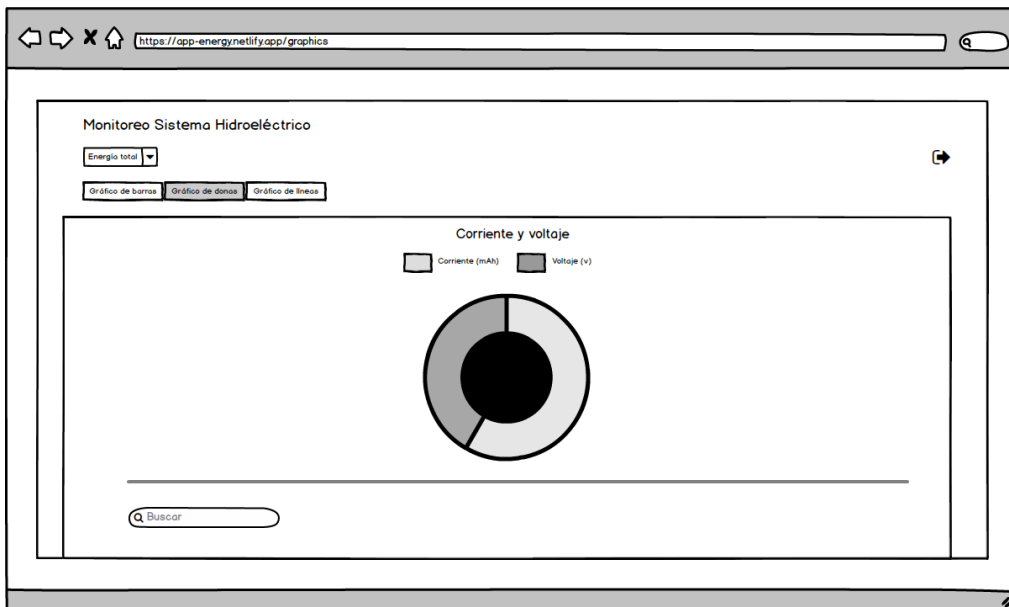 https://app-energy.netlify.app/graphics
Monitoreo Sistema Hidroeléctrico
Energía total
Gráfico de barras Gráfico de donas Gráfico de líneas
Corriente y voltaje
Corriente (mAh) Voltaje (v)
Buscar